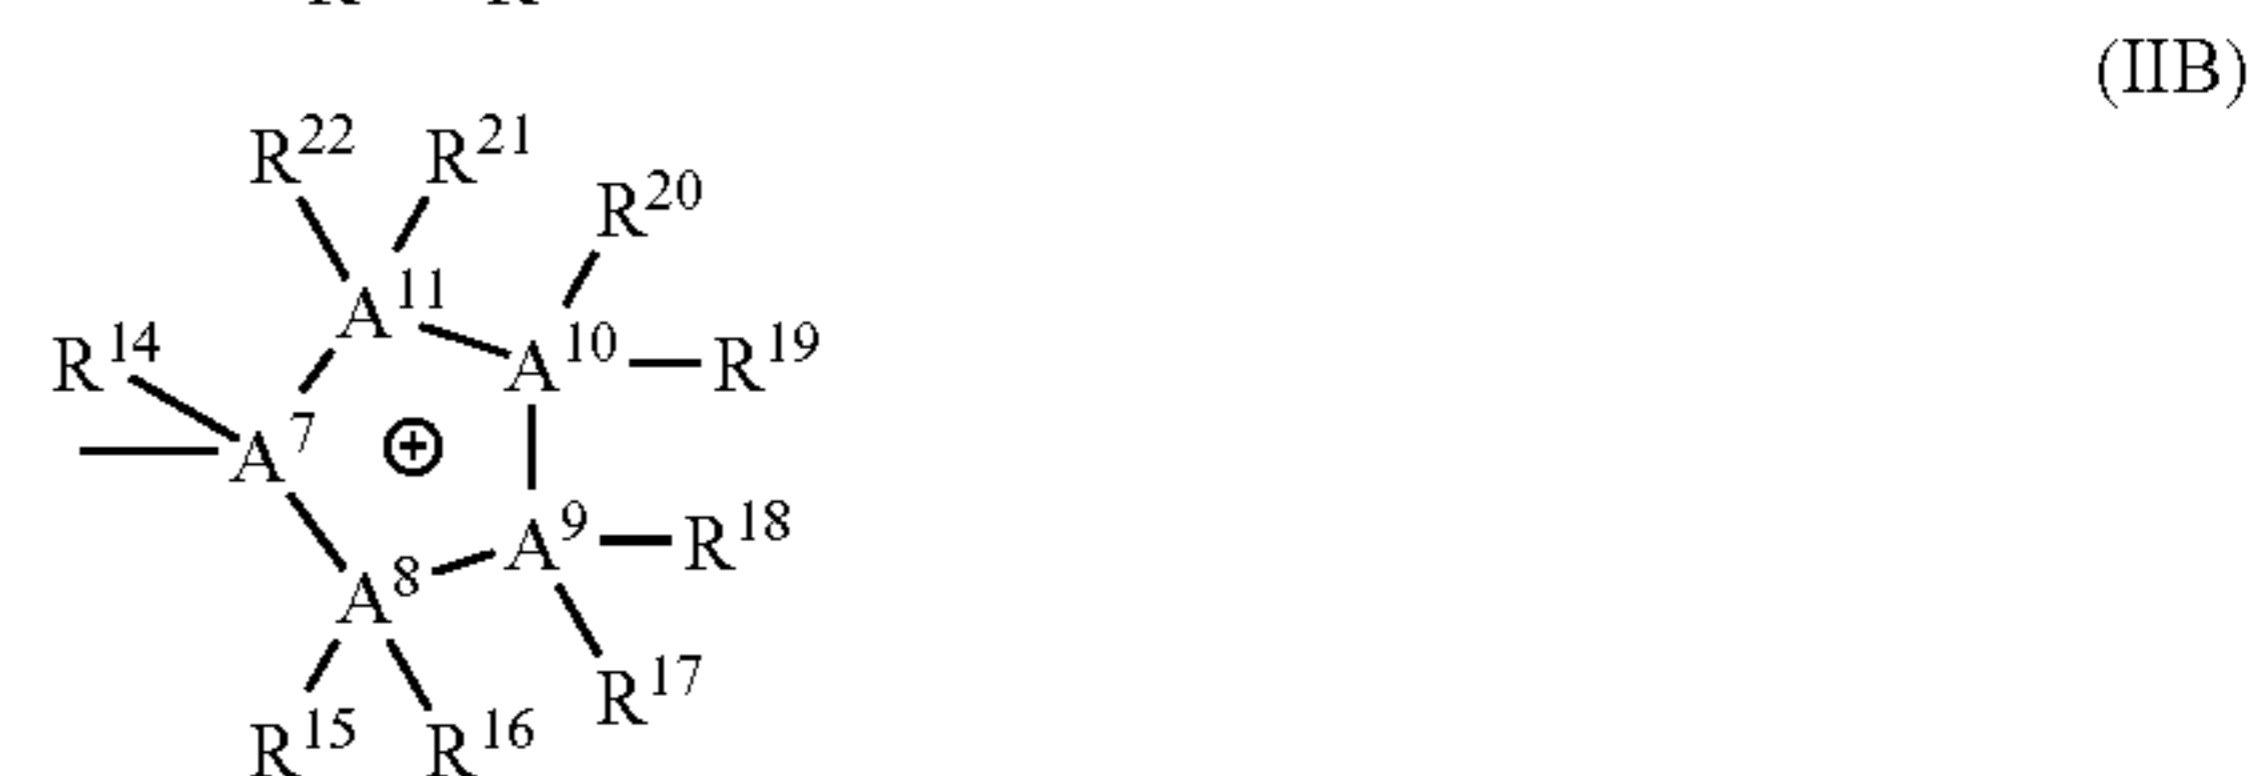 (IIB)
R22 R21
R20
A11
R14 A10 R19
A7 ⊕
A9 R18
A8
R17
R15 R16